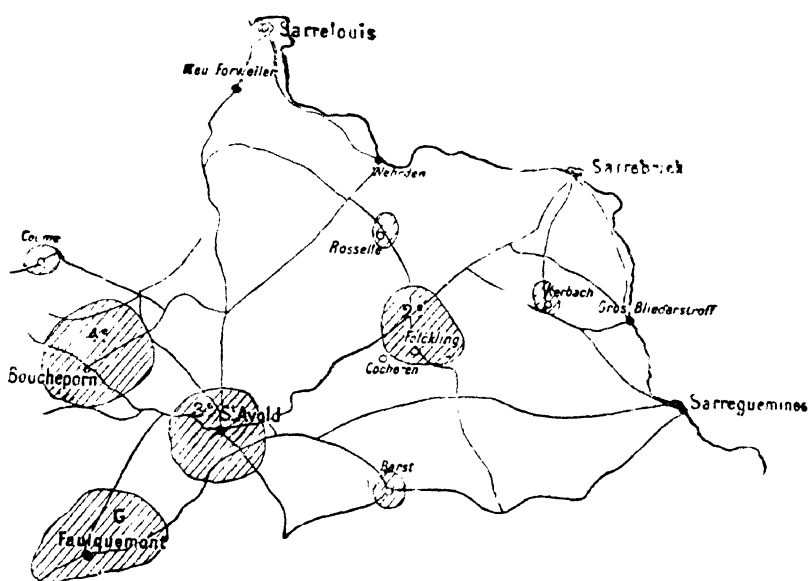 Sarrelouis
Neu Forweiler
Wehrden
Sarrebrück
Coume
Rosselle
Kerbach
Gros Bliederstroff
2e
Folckling
Cocheren
4e
Boucheporn
3e St Avold
Sarreguemines
Barst
G
Faulquemont